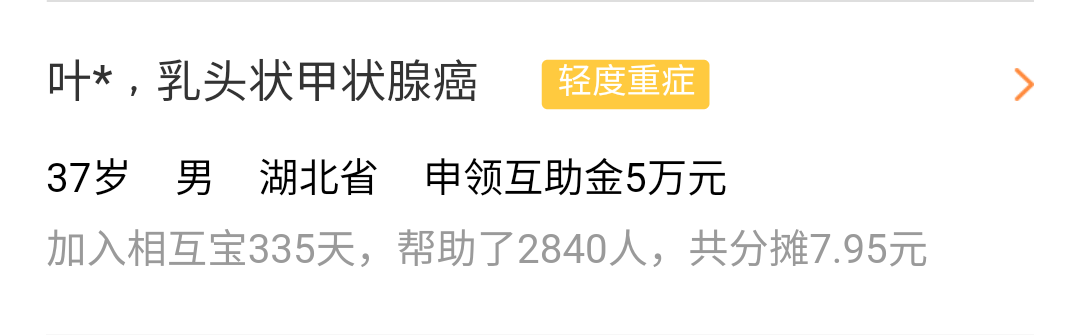 叶*，乳头状甲状腺癌 轻度重症
37岁 男 湖北省 申领互助金5万元
加入相互宝335天，帮助了2840人，共分摊7.95元